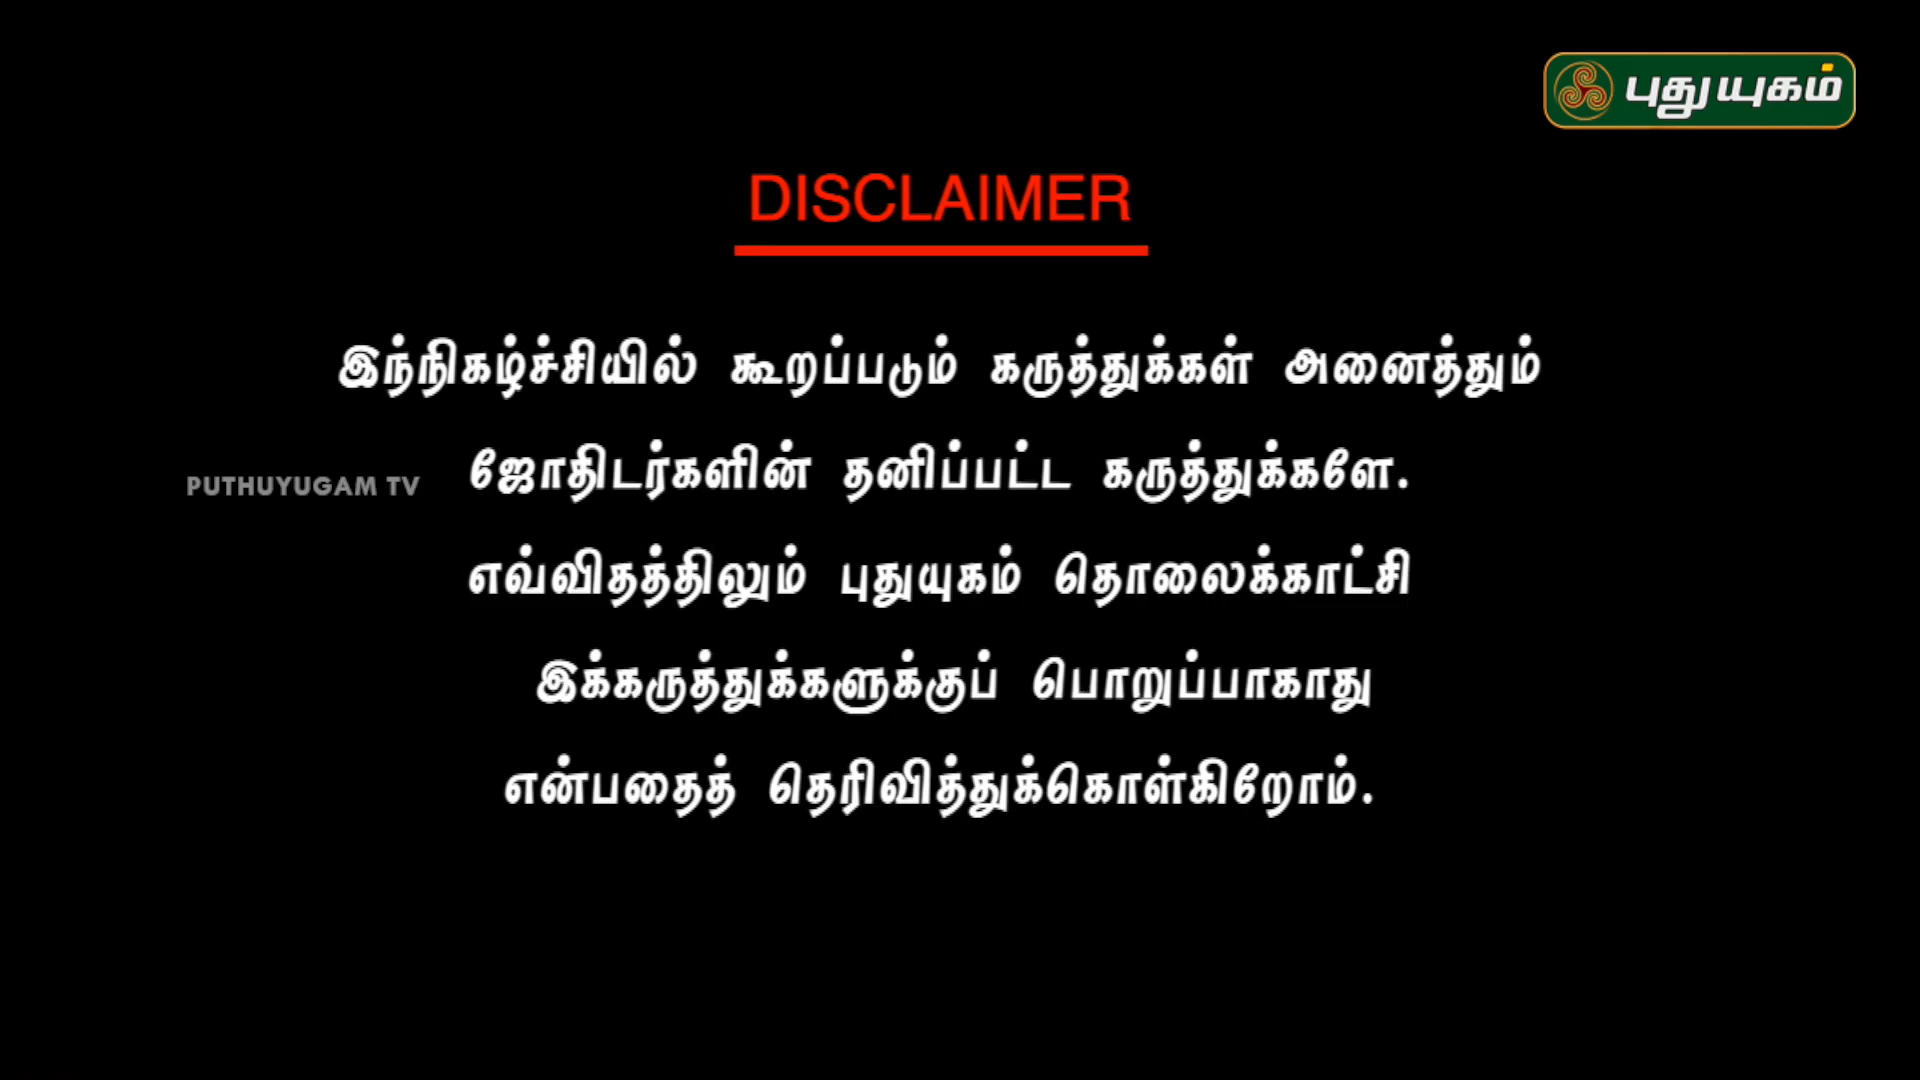 புதுயுகம்
DISCLAIMER
இந்நிகழ்ச்சியில் கூறப்படும் கருத்துக்கள் அனைத்தும்
ஜோதிடர்களின் தனிப்பட்ட கருத்துக்களே.
PUTHUYUGAM TV
எவ்விதத்திலும் புதுயுகம் தொலைக்காட்சி
இக்கருத்துக்களுக்குப் பொறுப்பாகாது
என்பதைத் தெரிவித்துக்கொள்கிறோம்.